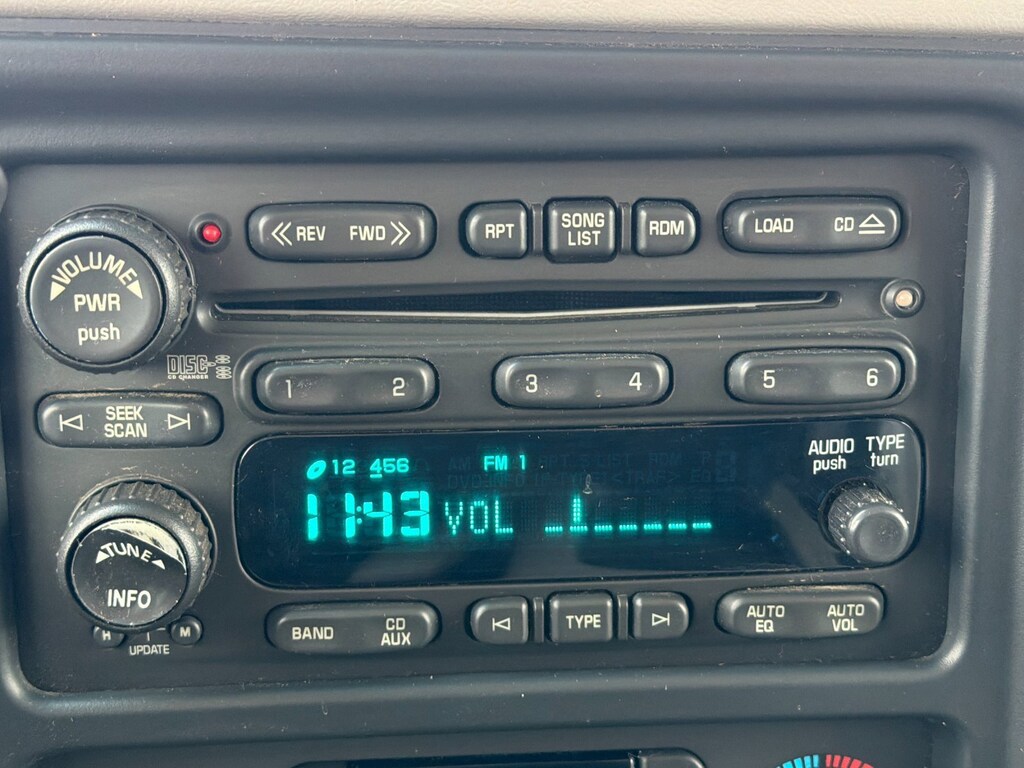 REV FWD
RPT
SONG
LIST
RDM
LOAD CD
VOLUME
PWR
push
DISC
CD CHANGER
1 2
3 4
5 6
SEEK
SCAN
AUDIO TYPE
push turn
12 456 FM 1
11:43 VOL
TUNE
INFO
H M
UPDATE
BAND
CD
AUX
TYPE
AUTO
EQ
AUTO
VOL